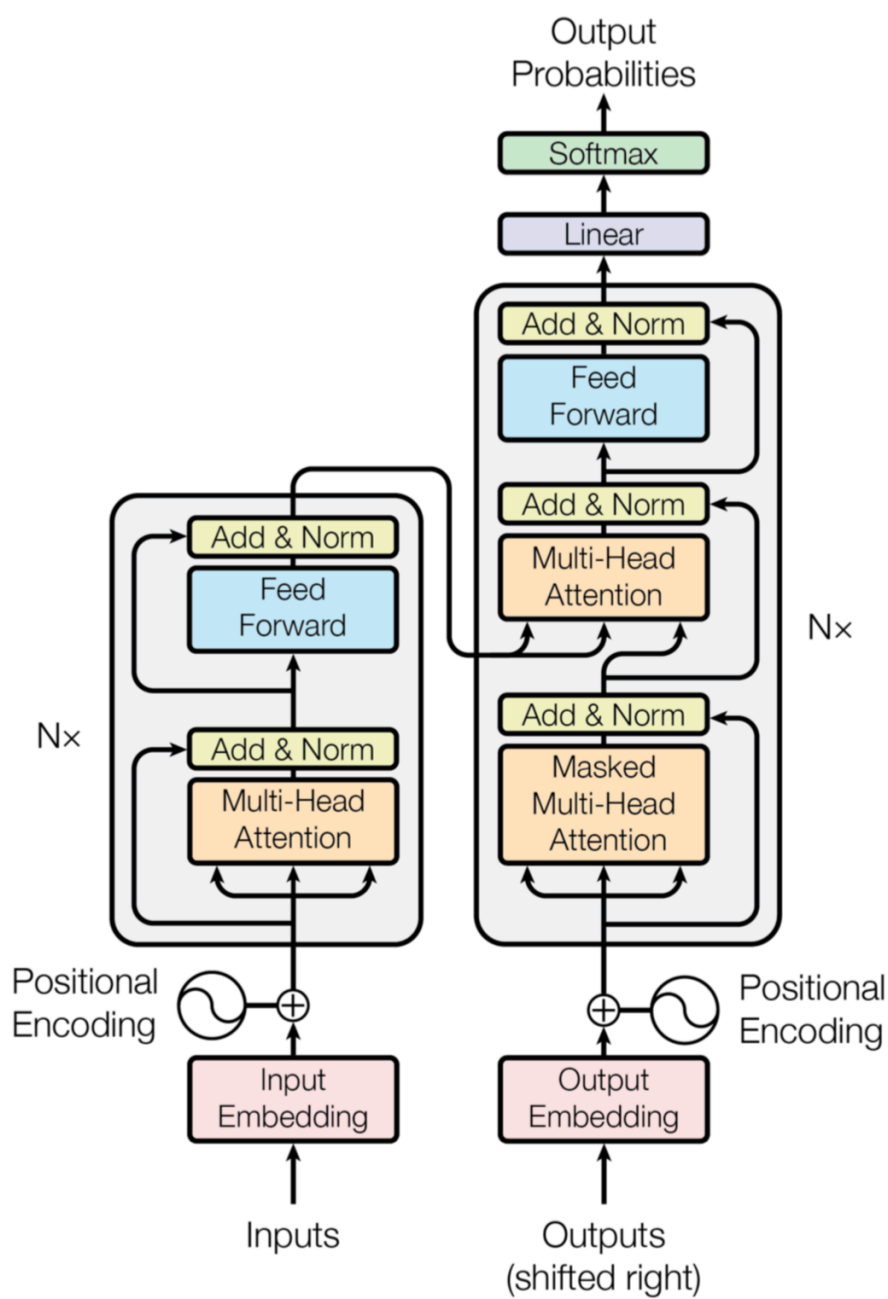 Output
Probabilities
Softmax
Linear
Add & Norm
Feed
Forward
Add & Norm
Multi-Head
Attention
Add & Norm
Masked
Multi-Head
Attention
N×
Positional
Encoding
Output
Embedding
Outputs
(shifted right)
Add & Norm
Feed
Forward
Add & Norm
Multi-Head
Attention
N×
Positional
Encoding
Input
Embedding
Inputs